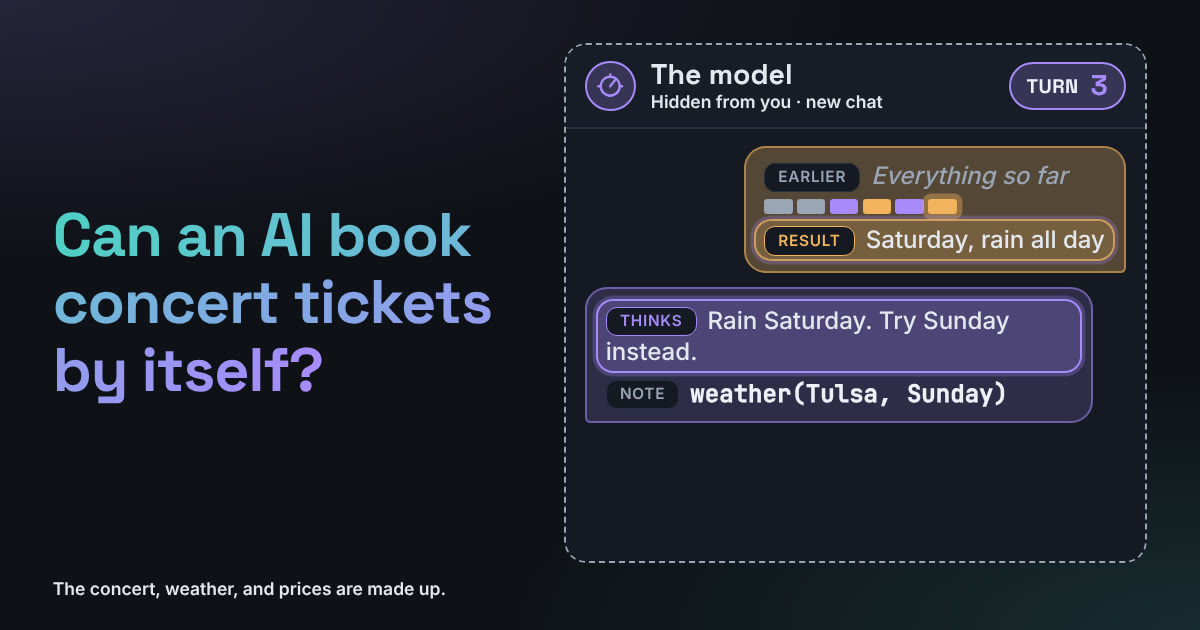 Can an AI book
concert tickets
by itself?
The concert, weather, and prices are made up.
The model
Hidden from you · new chat
TURN 3
EARLIER Everything so far
RESULT Saturday, rain all day
THINKS Rain Saturday. Try Sunday
instead.
NOTE weather(Tulsa, Sunday)